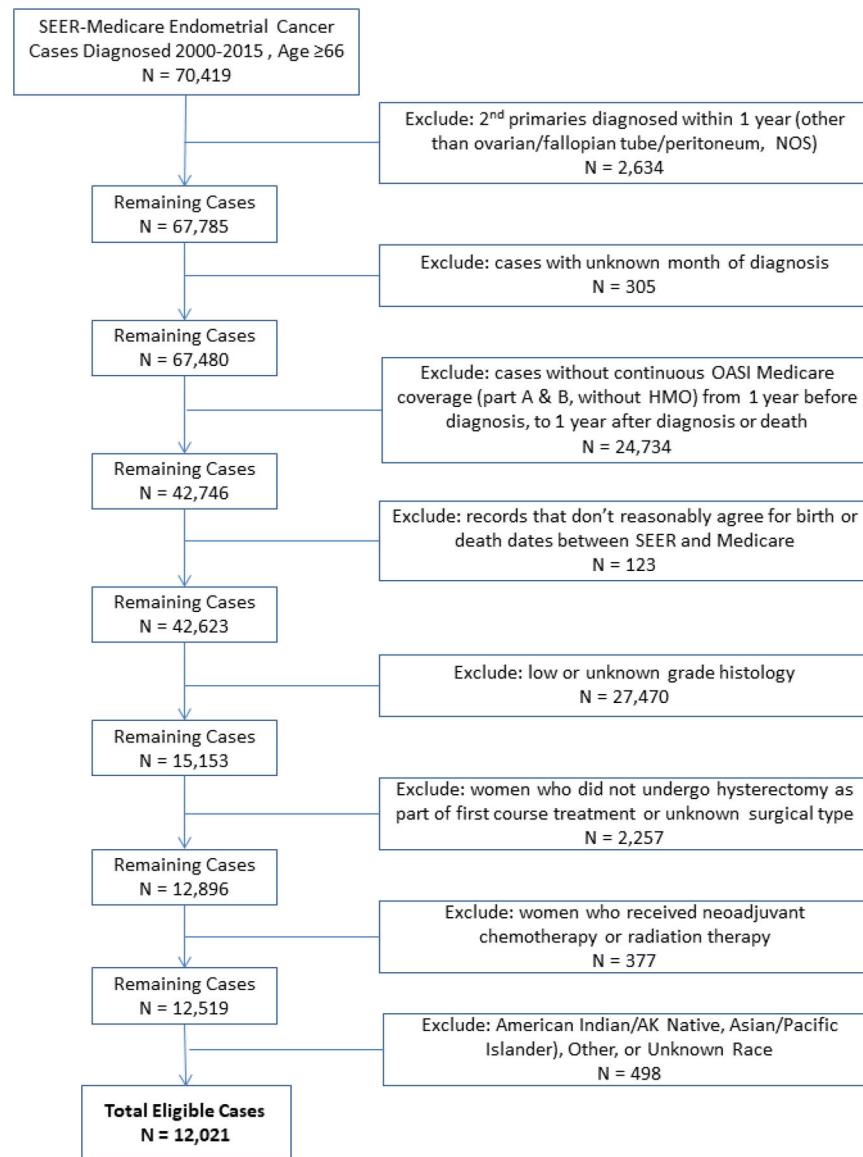 SEER-Medicare Endometrial Cancer
Cases Diagnosed 2000-2015 , Age ≥66
N = 70,419
Exclude: 2nd primaries diagnosed within 1 year (other
than ovarian/fallopian tube/peritoneum, NOS)
N = 2,634
Remaining Cases
N = 67,785
Exclude: cases with unknown month of diagnosis
N = 305
Remaining Cases
N = 67,480
Exclude: cases without continuous OASI Medicare
coverage (part A & B, without HMO) from 1 year before
diagnosis, to 1 year after diagnosis or death
N = 24,734
Remaining Cases
N = 42,746
Exclude: records that don’t reasonably agree for birth or
death dates between SEER and Medicare
N = 123
Remaining Cases
N = 42,623
Exclude: low or unknown grade histology
N = 27,470
Remaining Cases
N = 15,153
Exclude: women who did not undergo hysterectomy as
part of first course treatment or unknown surgical type
N = 2,257
Remaining Cases
N = 12,896
Exclude: women who received neoadjuvant
chemotherapy or radiation therapy
N = 377
Remaining Cases
N = 12,519
Exclude: American Indian/AK Native, Asian/Pacific
Islander), Other, or Unknown Race
N = 498
Total Eligible Cases
N = 12,021